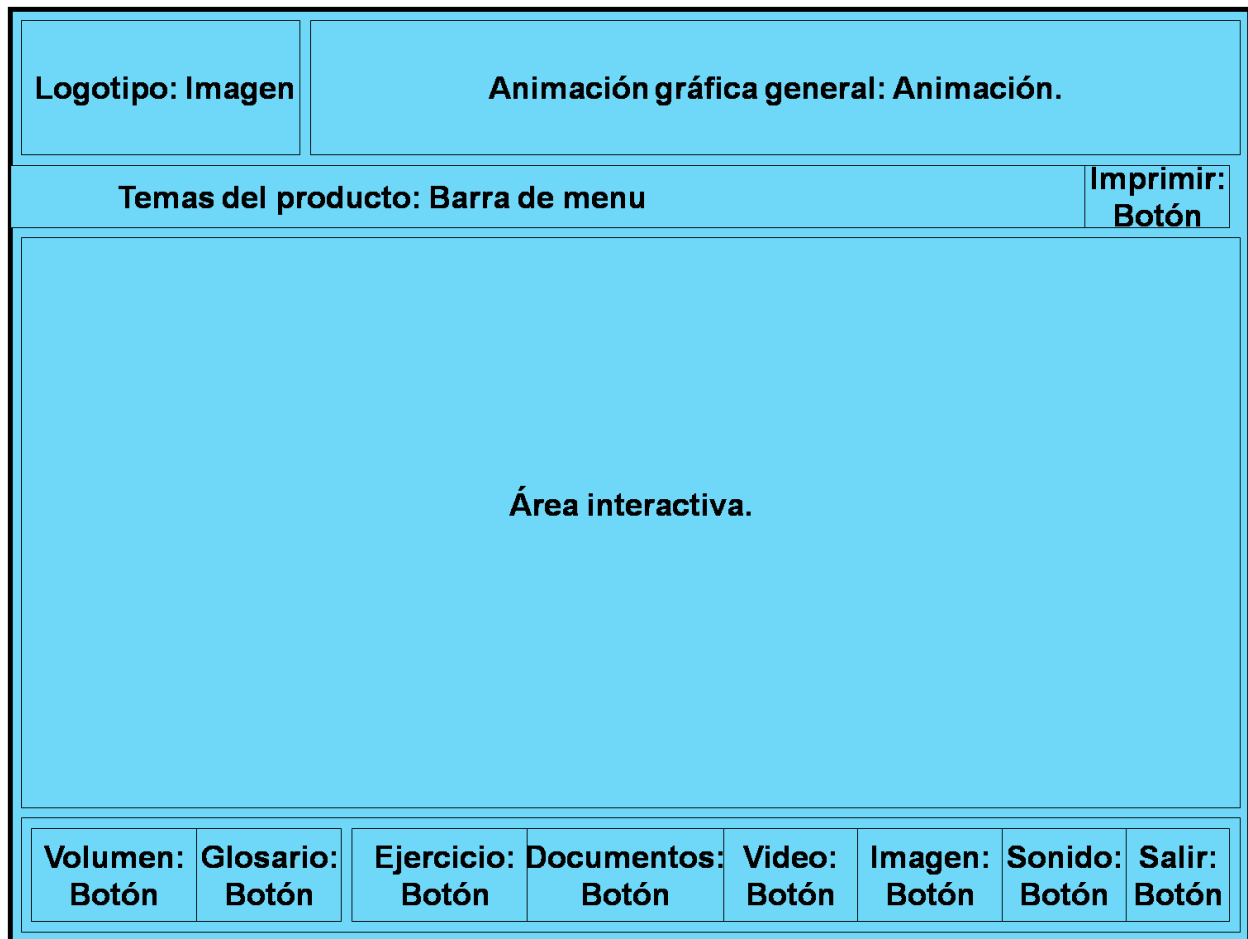 Logotipo: Imagen
Animación gráfica general: Animación.
Temas del producto: Barra de menu
Imprimir:
Botón
Área interactiva.
Volumen:
Botón
Glosario:
Botón
Ejercicio:
Botón
Documentos:
Botón
Video:
Botón
Imagen:
Botón
Sonido:
Botón
Salir:
Botón